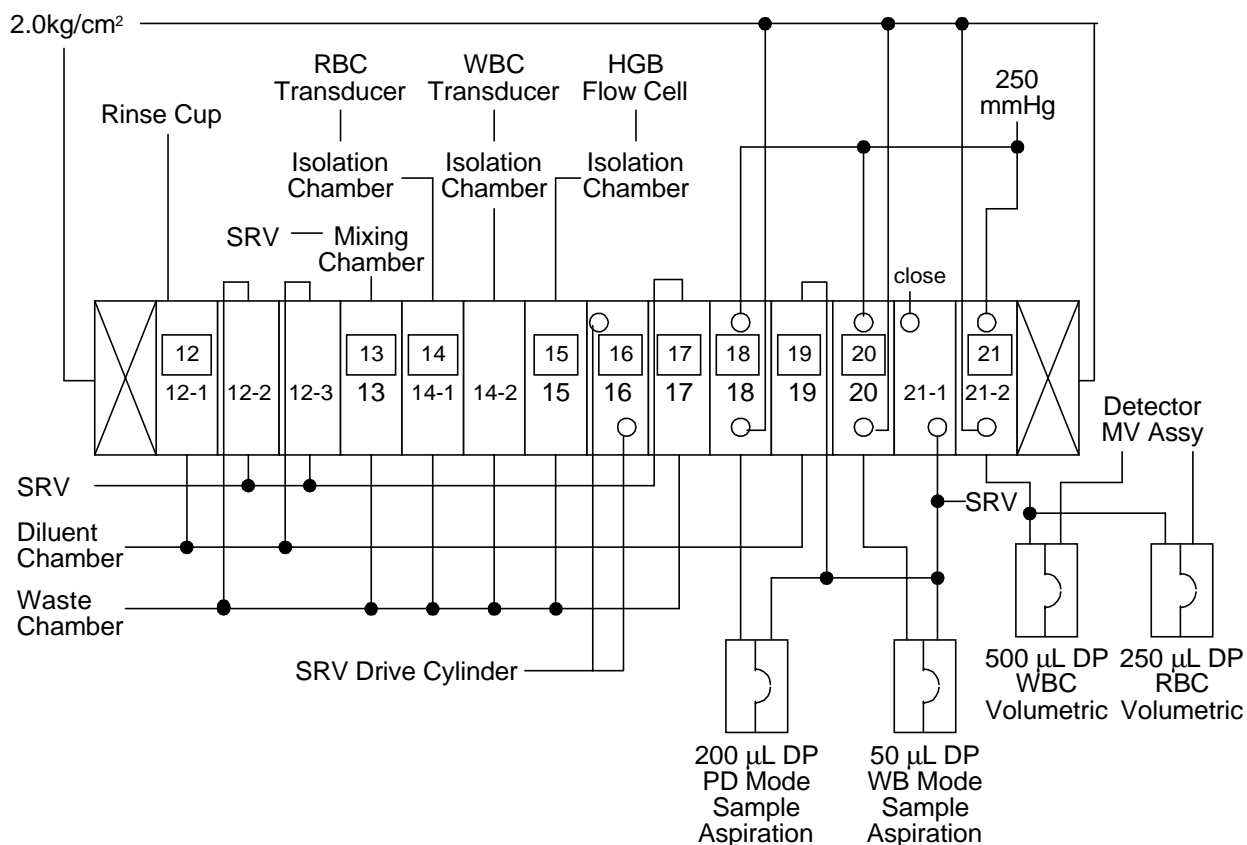 2.0kg/cm²
RBC
Transducer
WBC
Transducer
HGB
Flow Cell
250
mmHg
Rinse Cup
Isolation
Chamber
Isolation
Chamber
Isolation
Chamber
SRV
Mixing
Chamber
close
12
13
14
15
16
17
18
19
20
21
12-1
12-2
12-3
13
14-1
14-2
15
16
17
18
19
20
21-1
21-2
Detector
MV Assy
SRV
SRV
Diluent
Chamber
Waste
Chamber
SRV Drive Cylinder
500 µL DP
WBC
Volumetric
250 µL DP
RBC
Volumetric
200 µL DP
PD Mode
Sample
Aspiration
50 µL DP
WB Mode
Sample
Aspiration